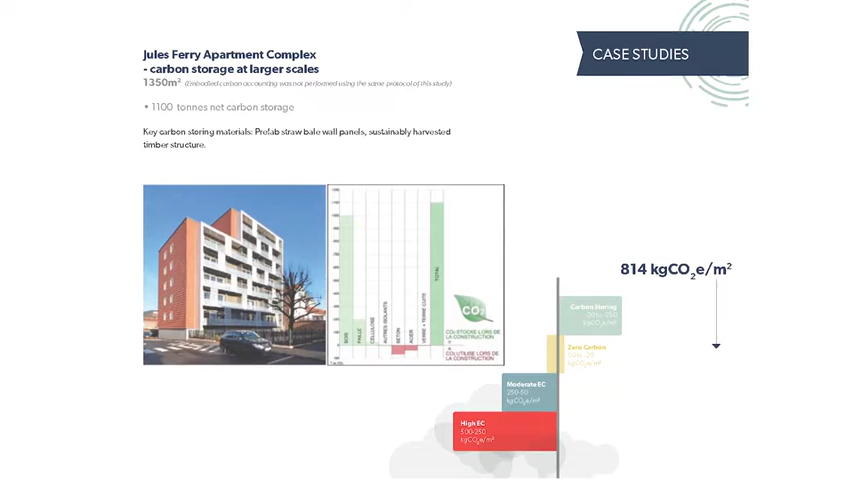 CASE STUDIES
Jules Ferry Apartment Complex
- carbon storage at larger scales
1350m² (Embodied carbon accounting was not performed using the same protocol of this study)
• 1100 tonnes net carbon storage
Key carbon storing materials: Prefab straw bale wall panels, sustainably harvested
timber structure.
BOIS
PAILLE
CELLULOSE
AUTRES ISOLANTS
BETON
ACIER
VERRE + TERRE CUITE
TOTAL
CO₂
CO₂ STOCKE LORS DE
LA CONSTRUCTION
LA CONSTRUCTION
814 kgCO₂e/m²
Carbon Storing
kgCO₂e/m²
Zero Carbon
kgCO₂e/m²
Moderate EC
250-50
kgCO₂e/m²
High EC
500-250
kgCO₂e/m²